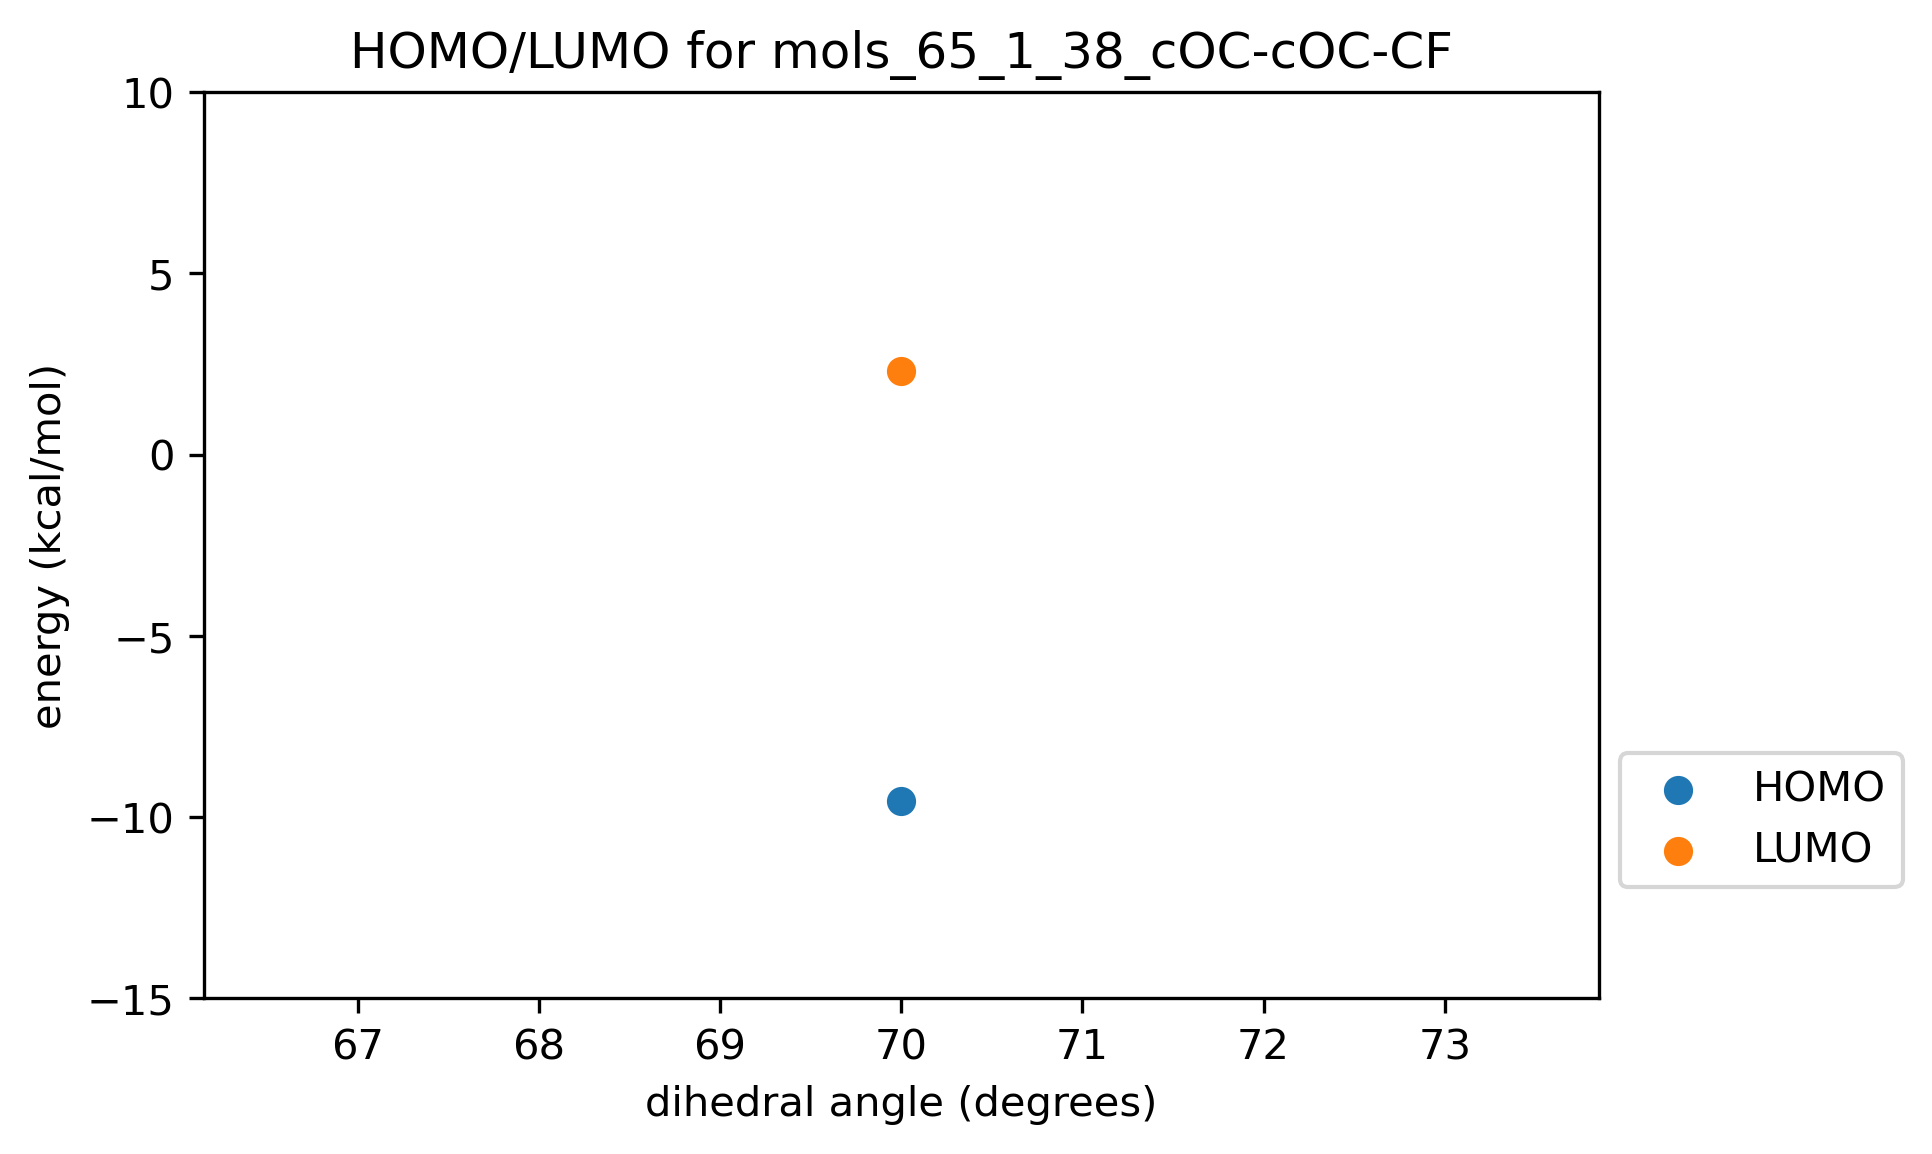 HOMO/LUMO for mols_65_1_38_cOC-cOC-CF
10
5
0
−5
−10
−15
energy (kcal/mol)
67 68 69 70 71 72 73
dihedral angle (degrees)
HOMO
LUMO